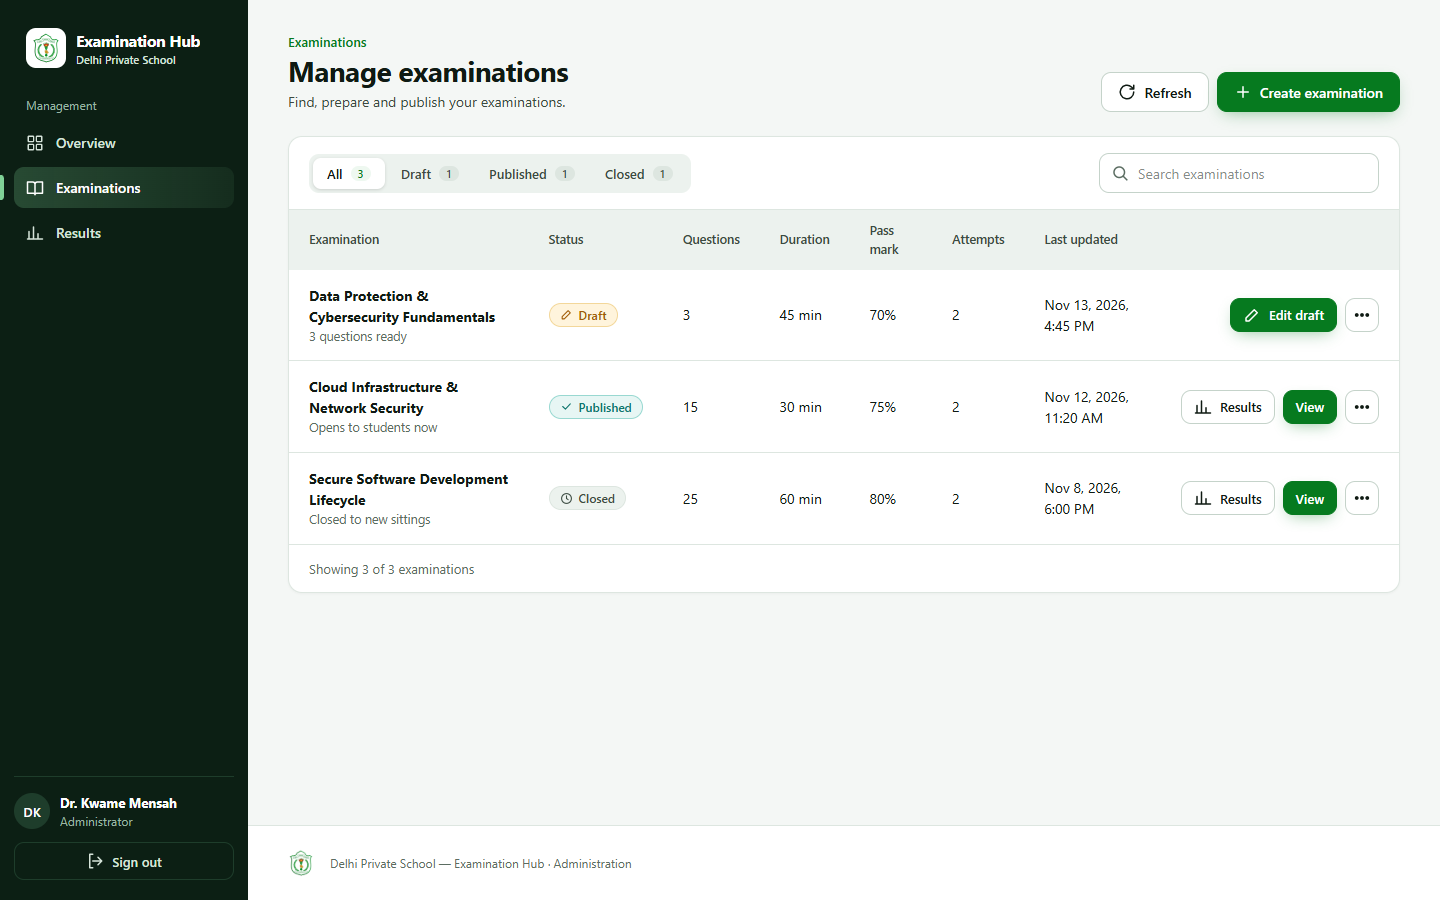 Examination Hub
Delhi Private School
Management
Overview
Examinations
Results
Dr. Kwame Mensah
DK
Administrator
Sign out
Examinations
Manage examinations
Find, prepare and publish your examinations.
Refresh
Create examination
All 3
Draft 1
Published 1
Closed 1
Search examinations
Examination
Status
Questions
Duration
Pass
mark
Attempts
Last updated
Data Protection &
Cybersecurity Fundamentals
3 questions ready
Draft
3
45 min
70%
2
Nov 13, 2026,
4:45 PM
Edit draft
Cloud Infrastructure &
Network Security
Opens to students now
Published
15
30 min
75%
2
Nov 12, 2026,
11:20 AM
Results
View
Secure Software Development
Lifecycle
Closed to new sittings
Closed
25
60 min
80%
2
Nov 8, 2026,
6:00 PM
Results
View
Showing 3 of 3 examinations
Delhi Private School — Examination Hub · Administration